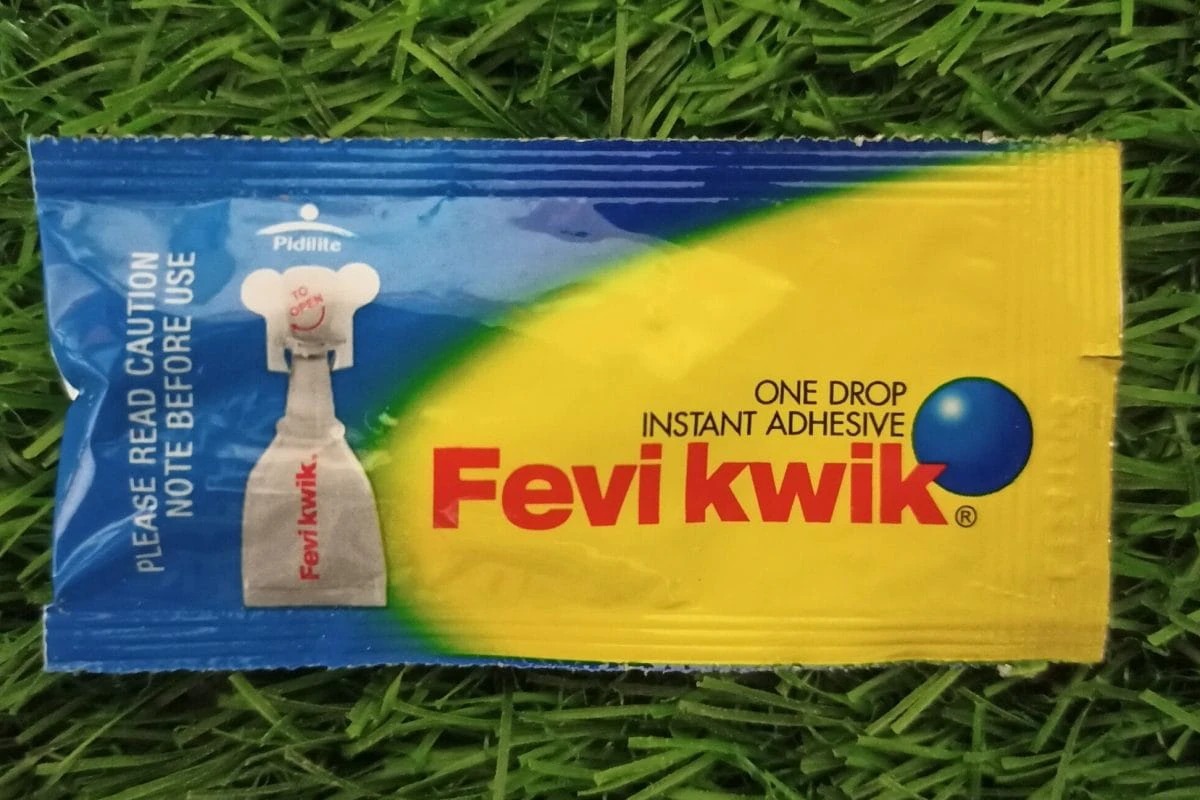 PLEASE READ CAUTION
NOTE BEFORE USE
Pidilite
TO
OPEN
Fevi kwik.
ONE DROP
INSTANT ADHESIVE
Fevi kwik®